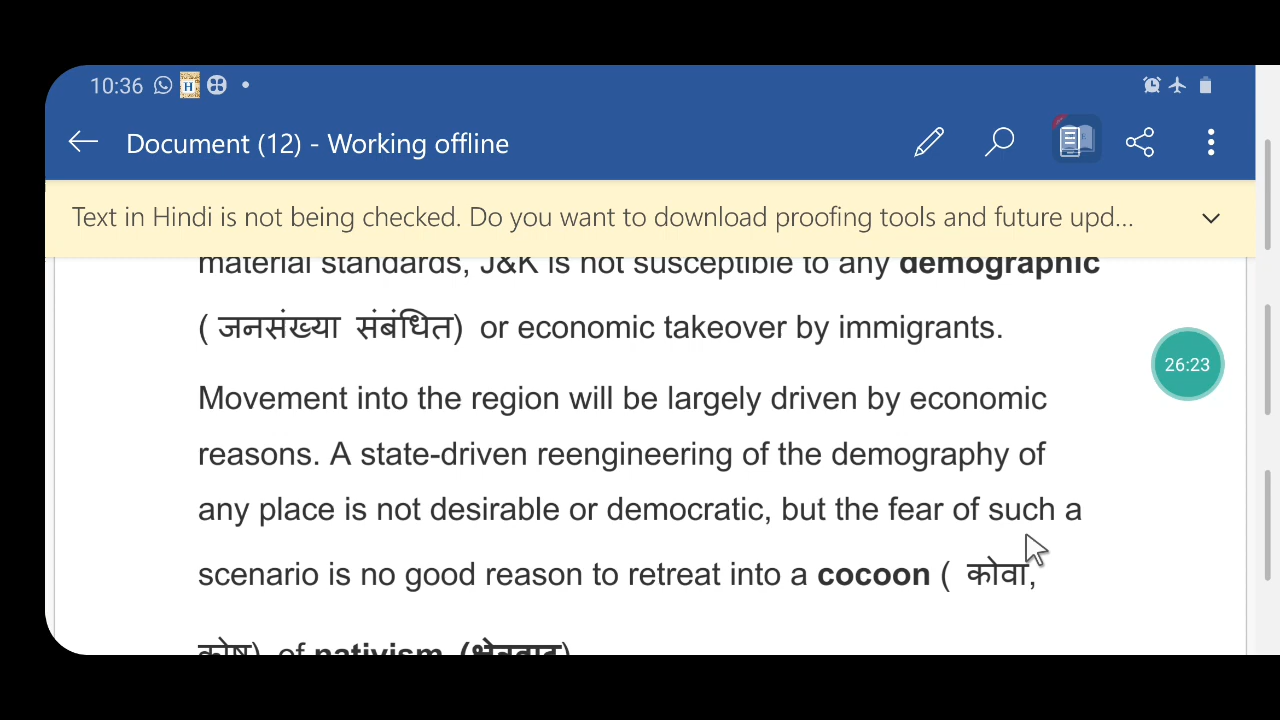 10:36
Document (12) - Working offline
Text in Hindi is not being checked. Do you want to download proofing tools and future upd...
material standards, J&K is not susceptible to any demographic
( जनसंख्या संबंधित) or economic takeover by immigrants.
26:23
Movement into the region will be largely driven by economic
reasons. A state-driven reengineering of the demography of
any place is not desirable or democratic, but the fear of such a
scenario is no good reason to retreat into a cocoon ( कोवा,
कोष) of nativism (क्षेत्रवाद)